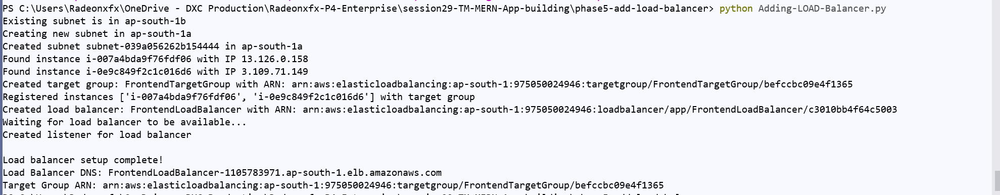 PS C:\Users\Radeonxfx\OneDrive - DXC Production\Radeonxfx-P4-Enterprise\session29-TM-MERN-App-building\phase5-add-load-balancer> python Adding-LOAD-Balancer.py
Existing subnet is in ap-south-1b
Creating new subnet in ap-south-1a
Created subnet subnet-039a056262b154444 in ap-south-1a
Found instance i-007a4bda9f76fdf06 with IP 13.126.0.158
Found instance i-0e9c849f2c1c016d6 with IP 3.109.71.149
Created target group: FrontendTargetGroup with ARN: arn:aws:elasticloadbalancing:ap-south-1:975050024946:targetgroup/FrontendTargetGroup/befccbc09e4f1365
Registered instances ['i-007a4bda9f76fdf06', 'i-0e9c849f2c1c016d6'] with target group
Created load balancer: FrontendLoadBalancer with ARN: arn:aws:elasticloadbalancing:ap-south-1:975050024946:loadbalancer/app/FrontendLoadBalancer/c3010bb4f64c5003
Waiting for load balancer to be available...
Created listener for load balancer
Load balancer setup complete!
Load Balancer DNS: FrontendLoadBalancer-1105783971.ap-south-1.elb.amazonaws.com
Target Group ARN: arn:aws:elasticloadbalancing:ap-south-1:975050024946:targetgroup/FrontendTargetGroup/befccbc09e4f1365